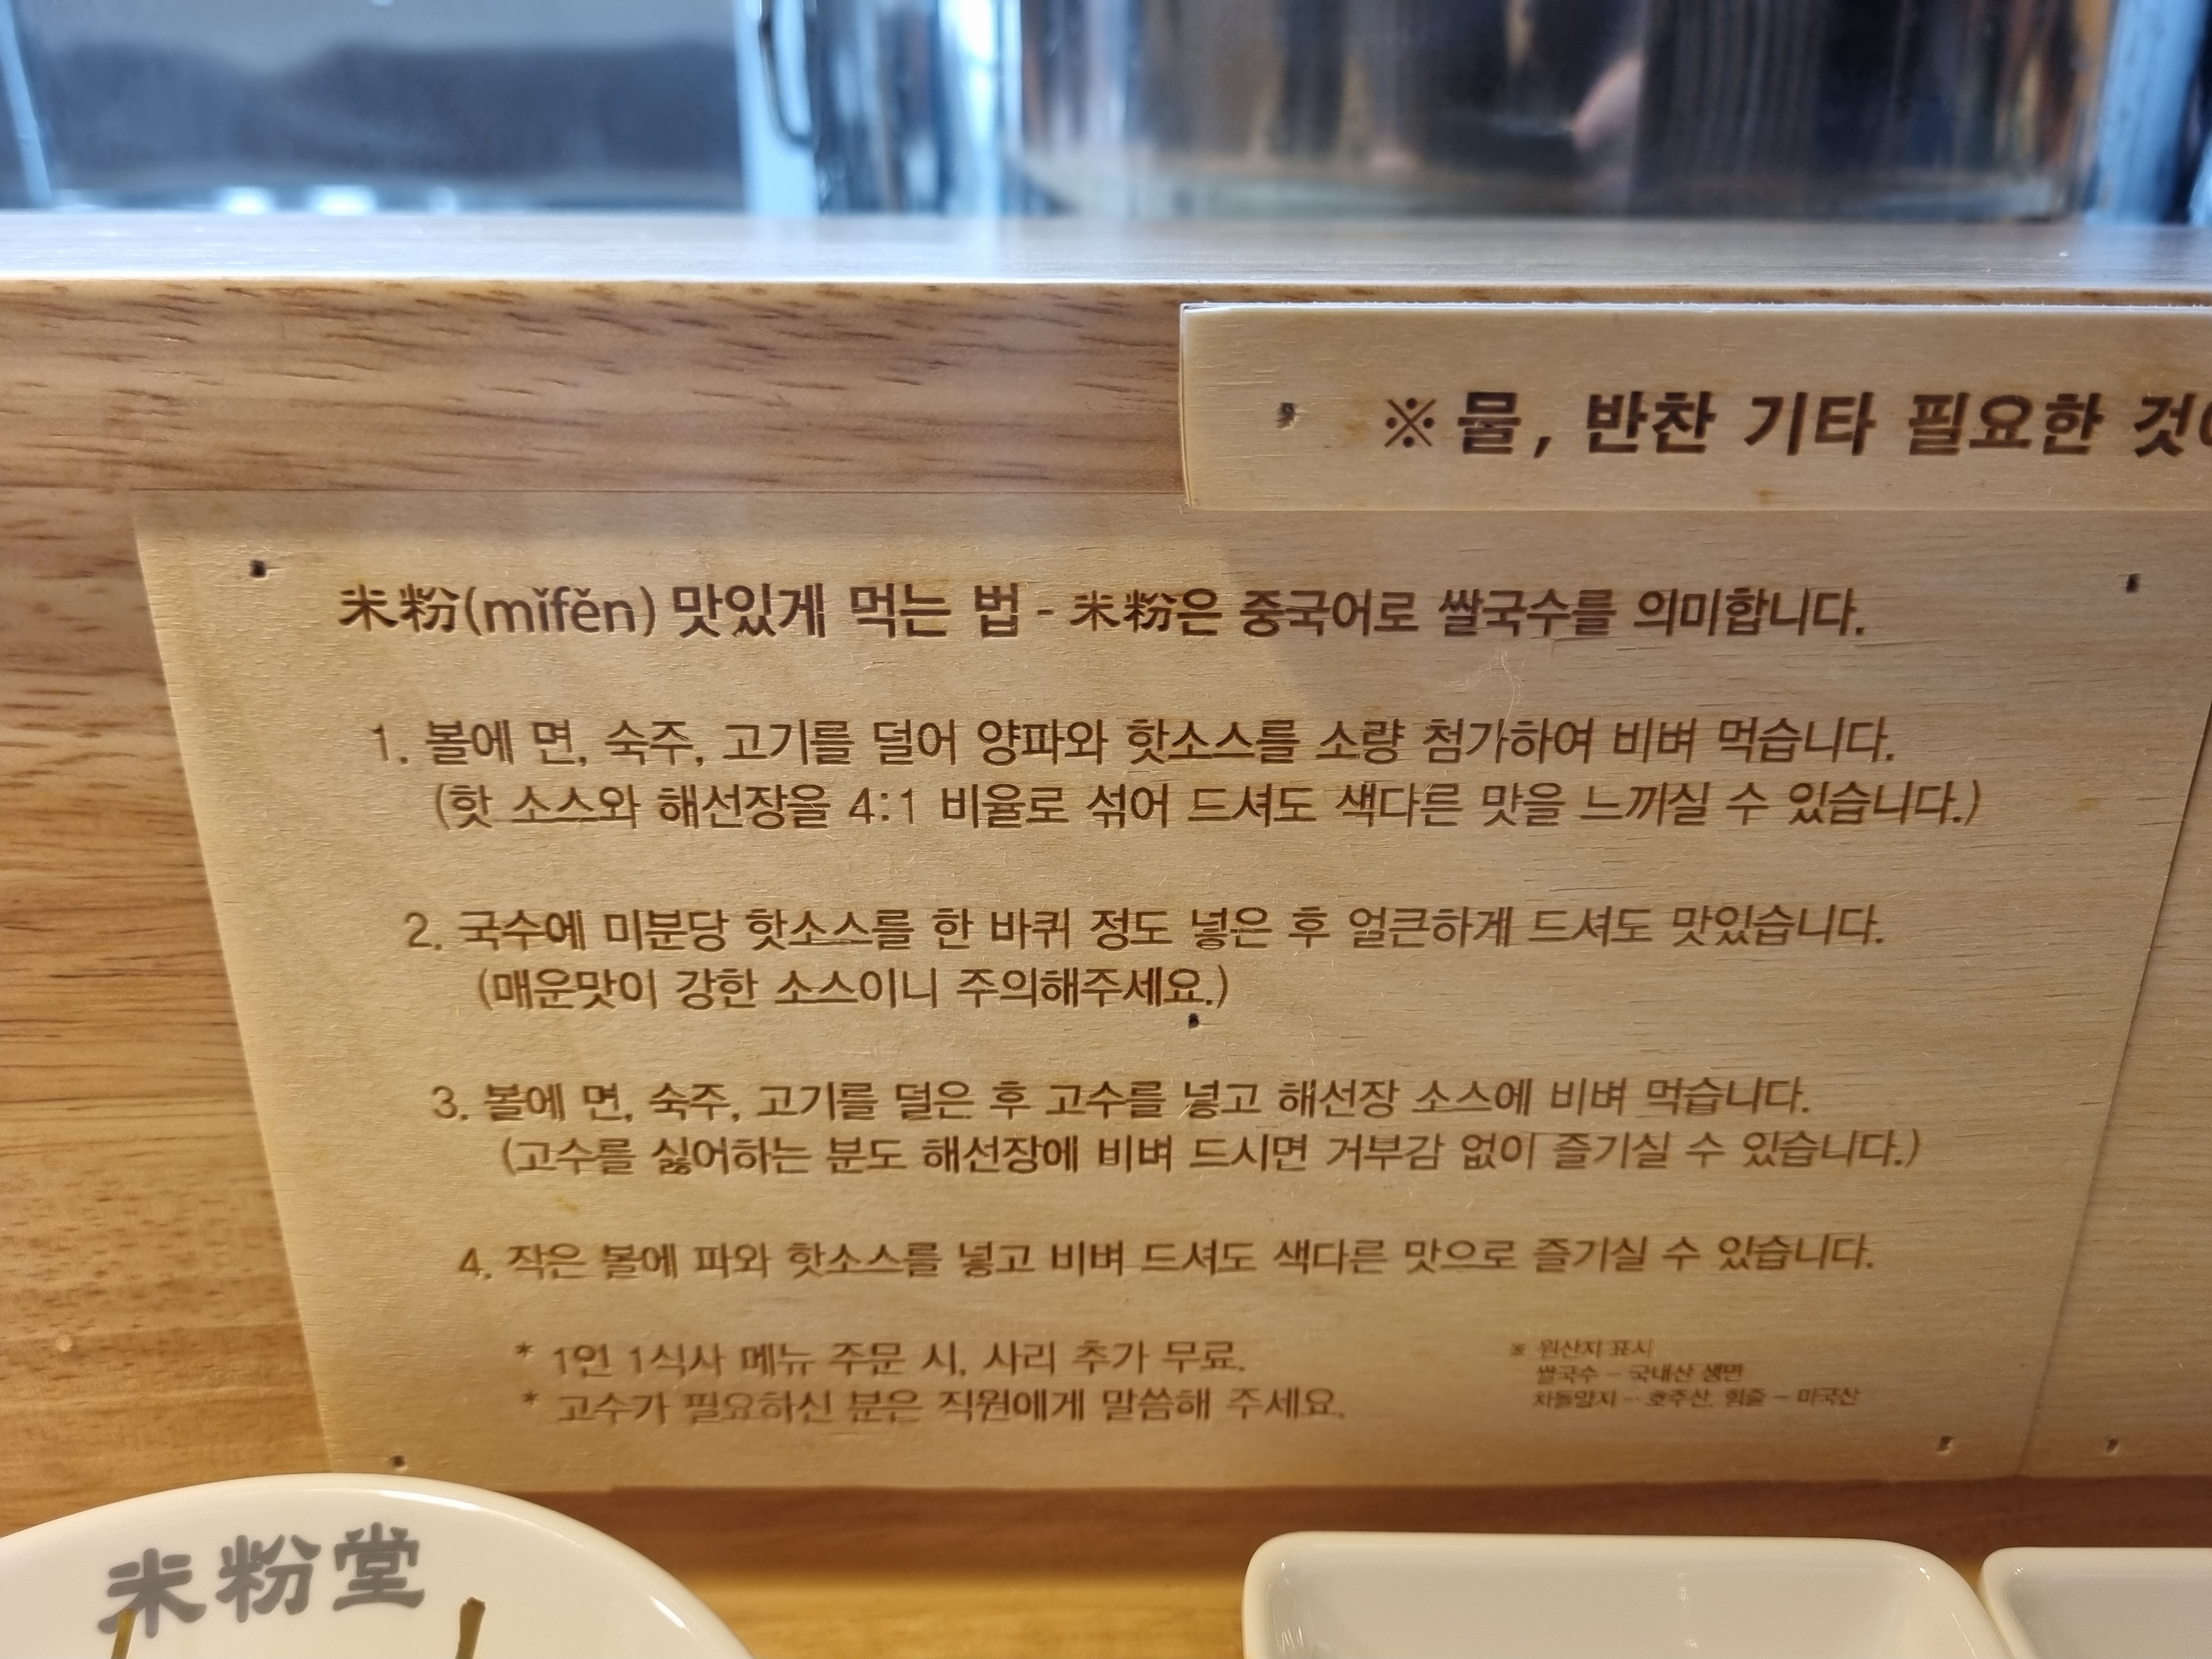 ※ 물, 반찬 기타 필요한
米粉(mǐfěn) 맛있게 먹는 법 - 米粉은 중국어로 쌀국수를 의미합니다.
1. 볼에 면, 숙주, 고기를 덜어 양파와 핫소스를 소량 첨가하여 비벼 먹습니다.
(핫 소스와 해선장을 4:1 비율로 섞어 드셔도 색다른 맛을 느끼실 수 있습니다.)
2. 국수에 미분당 핫소스를 한 바퀴 정도 넣은 후 얼큰하게 드셔도 맛있습니다.
(매운맛이 강한 소스이니 주의해주세요.)
3. 볼에 면, 숙주, 고기를 덜은 후 고수를 넣고 해선장 소스에 비벼 먹습니다.
(고수를 싫어하는 분도 해선장에 비벼 드시면 거부감 없이 즐기실 수 있습니다.)
4. 작은 볼에 파와 핫소스를 넣고 비벼 드셔도 색다른 맛으로 즐기실 수 있습니다.
* 1인 1식사 메뉴 주문 시, 사리 추가 무료.
* 고수가 필요하신 분은 직원에게 말씀해 주세요.
※ 원산지 표시
쌀국수 - 국내산 생면
차돌양지 - 호주산, 힘줄 - 미국산
米粉堂